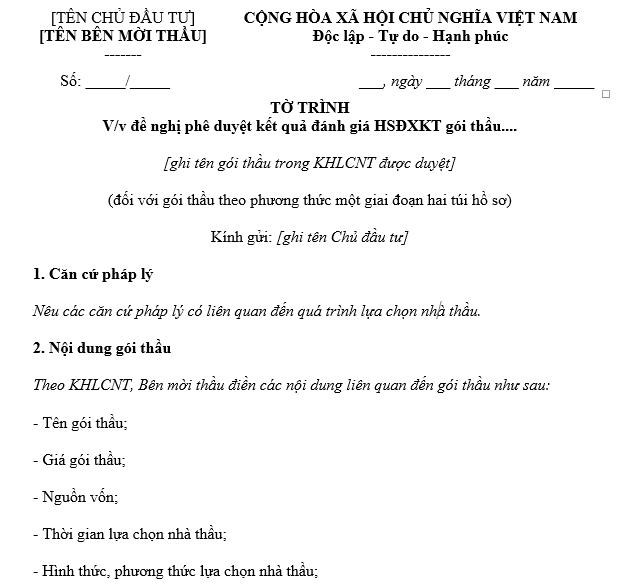 [TÊN CHỦ ĐẦU TƯ]
[TÊN BÊN MỜI THẦU]
-------
Số: _____/_____
CỘNG HÒA XÃ HỘI CHỦ NGHĨA VIỆT NAM
Độc lập - Tự do - Hạnh phúc
---------------
___, ngày ___ tháng ___ năm _____
TỜ TRÌNH
V/v đề nghị phê duyệt kết quả đánh giá HSĐXKT gói thầu....
[ghi tên gói thầu trong KHLCNT được duyệt]
(đối với gói thầu theo phương thức một giai đoạn hai túi hồ sơ)
Kính gửi: [ghi tên Chủ đầu tư]
1. Căn cứ pháp lý
Nêu các căn cứ pháp lý có liên quan đến quá trình lựa chọn nhà thầu.
2. Nội dung gói thầu
Theo KHLCNT, Bên mời thầu điền các nội dung liên quan đến gói thầu như sau:
- Tên gói thầu;
- Giá gói thầu;
- Nguồn vốn;
- Thời gian lựa chọn nhà thầu;
- Hình thức, phương thức lựa chọn nhà thầu;